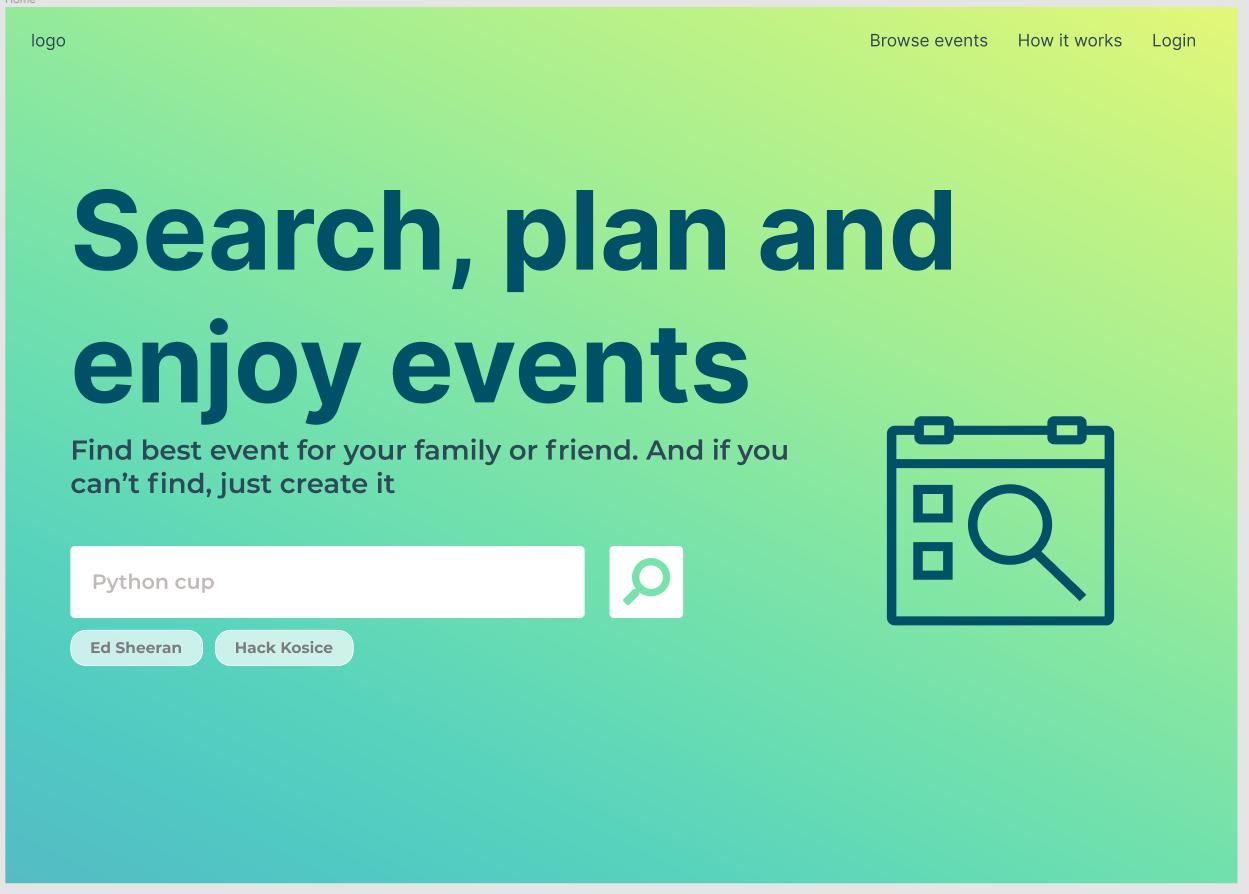 Home
logo
Browse events
How it works
Login
Search, plan and
enjoy events
Find best event for your family or friend. And if you
can’t find, just create it
Python cup
Ed Sheeran
Hack Kosice